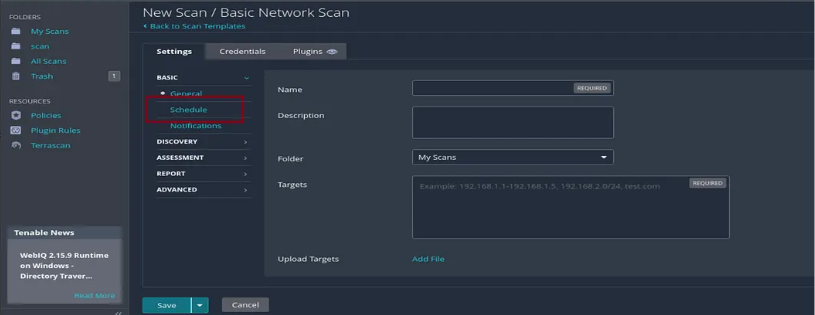 FOLDERS
My Scans
scan
All Scans
Trash 1
RESOURCES
Policies
Plugin Rules
Terrascan
Tenable News
WebIQ 2.15.9 Runtime
on Windows -
Directory Traver...
Read More
New Scan / Basic Network Scan
Back to Scan Templates
Settings Credentials Plugins
BASIC
General
Schedule
Notifications
DISCOVERY
ASSESSMENT
REPORT
ADVANCED
Name REQUIRED
Description
Folder My Scans
Targets Example: 192.168.1.1-192.168.1.5, 192.168.2.0/24, test.com REQUIRED
Upload Targets Add File
Save Cancel